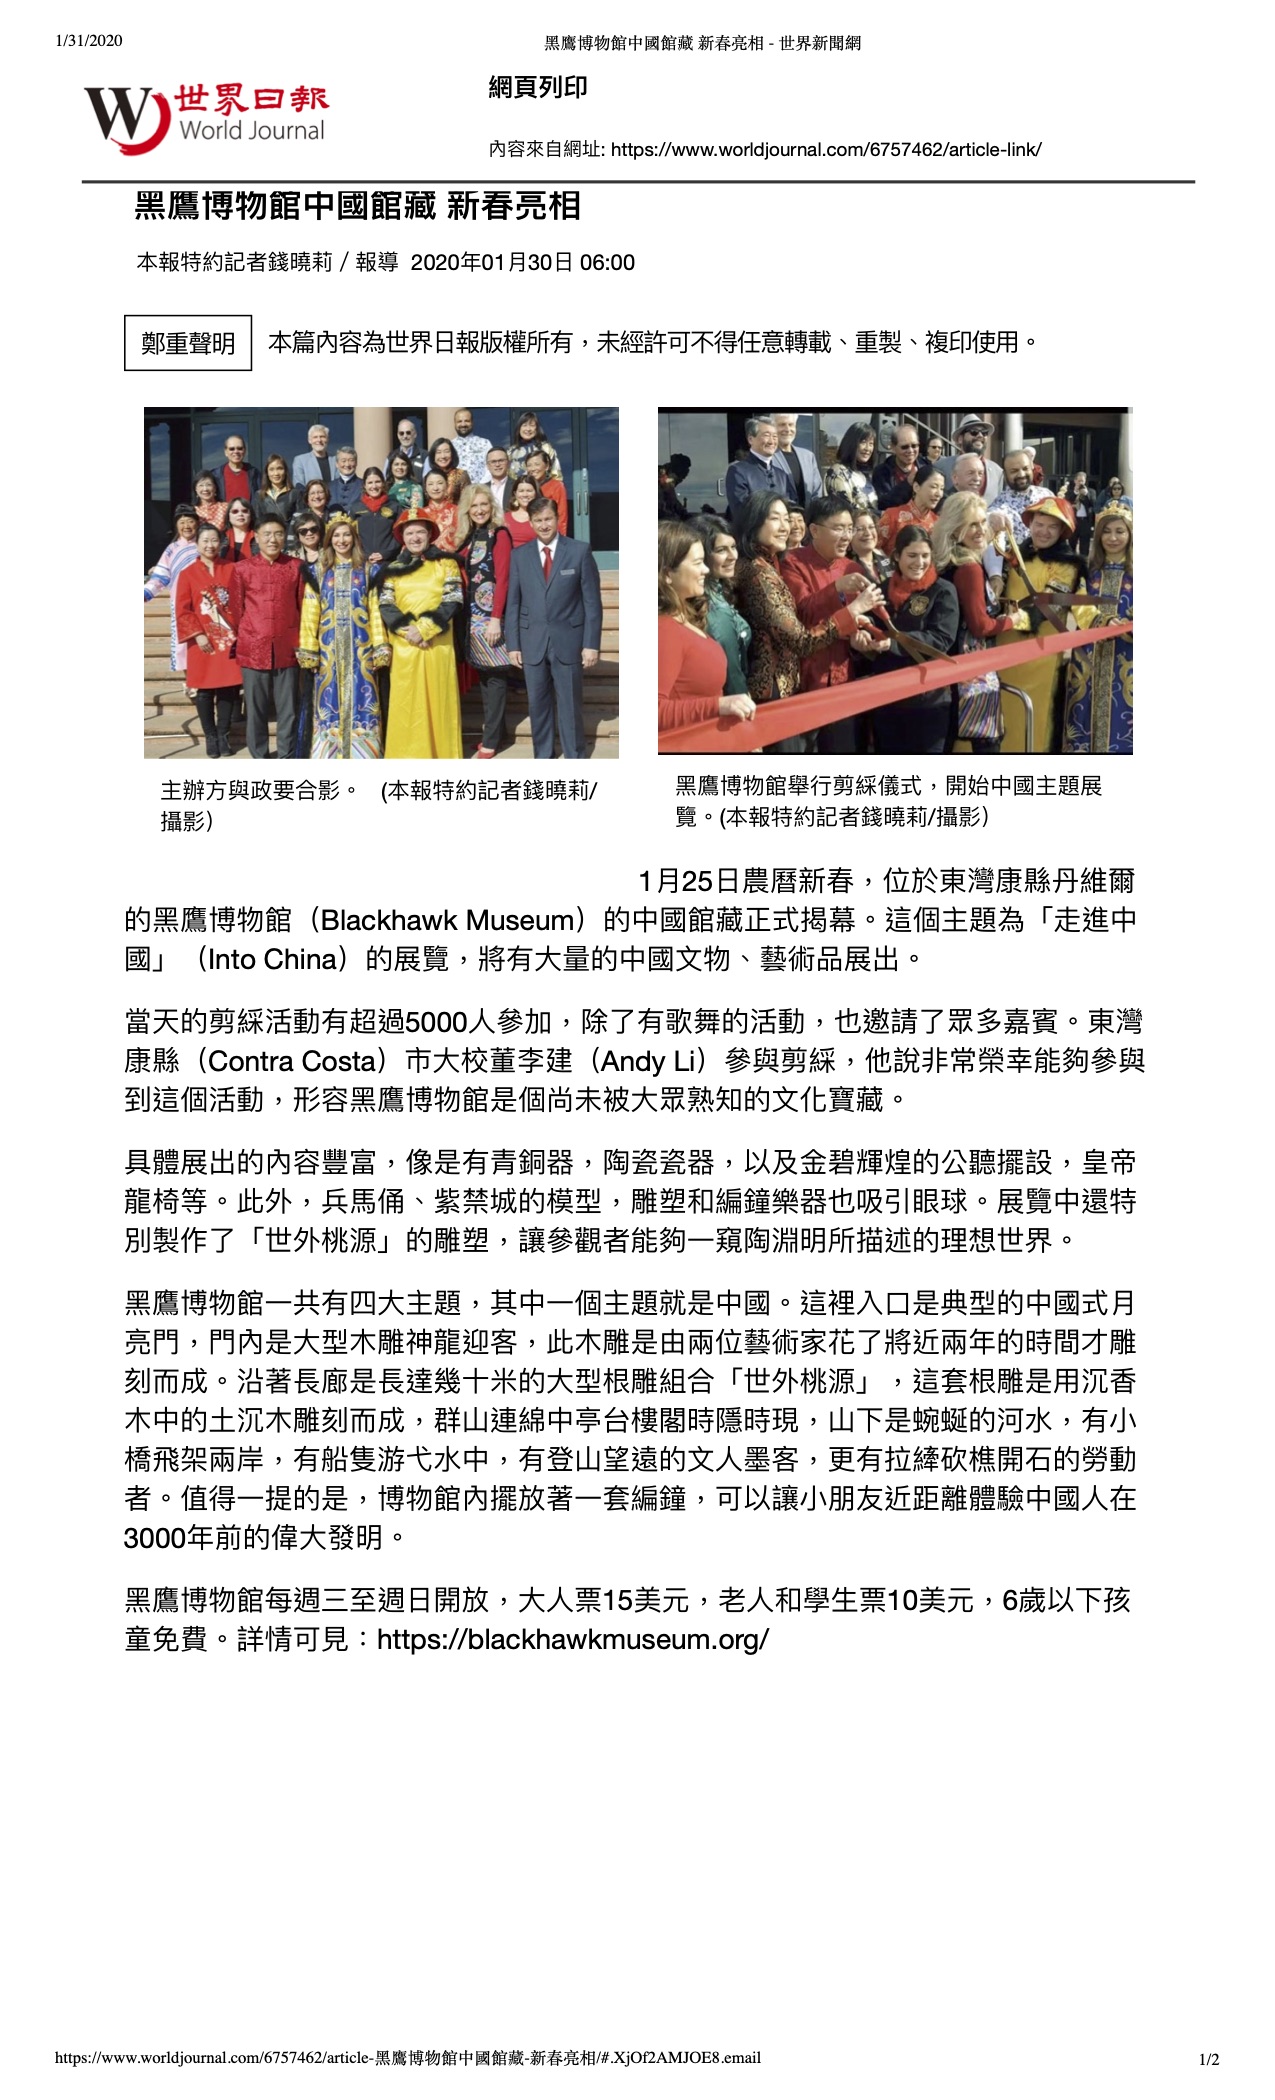 1/31/2020
黑鷹博物館中國館藏 新春亮相 - 世界新聞網
世界日報
World Journal
網頁列印
內容來自網址: https://www.worldjournal.com/6757462/article-link/
黑鷹博物館中國館藏 新春亮相
本報特約記者錢曉莉／報導 2020年01月30日 06:00
鄭重聲明
本篇內容為世界日報版權所有，未經許可不得任意轉載、重製、複印使用。
主辦方與政要合影。 (本報特約記者錢曉莉/
攝影）
黑鷹博物館舉行剪綵儀式，開始中國主題展
覽。(本報特約記者錢曉莉/攝影）
1月25日農曆新春，位於東灣康縣丹維爾
的黑鷹博物館（Blackhawk Museum）的中國館藏正式揭幕。這個主題為「走進中
國」（Into China）的展覽，將有大量的中國文物、藝術品展出。
當天的剪綵活動有超過5000人參加，除了有歌舞的活動，也邀請了眾多嘉賓。東灣
康縣（Contra Costa）市大校董李建（Andy Li）參與剪綵，他說非常榮幸能夠參與
到這個活動，形容黑鷹博物館是個尚未被大眾熟知的文化寶藏。
具體展出的內容豐富，像是有青銅器，陶瓷瓷器，以及金碧輝煌的公聽擺設，皇帝
龍椅等。此外，兵馬俑、紫禁城的模型，雕塑和編鐘樂器也吸引眼球。展覽中還特
別製作了「世外桃源」的雕塑，讓參觀者能夠一窺陶淵明所描述的理想世界。
黑鷹博物館一共有四大主題，其中一個主題就是中國。這裡入口是典型的中國式月
亮門，門內是大型木雕神龍迎客，此木雕是由兩位藝術家花了將近兩年的時間才雕
刻而成。沿著長廊是長達幾十米的大型根雕組合「世外桃源」，這套根雕是用沉香
木中的土沉木雕刻而成，群山連綿中亭台樓閣時隱時現，山下是蜿蜒的河水，有小
橋飛架兩岸，有船隻游弋水中，有登山望遠的文人墨客，更有拉縴砍樵開石的勞動
者。值得一提的是，博物館內擺放著一套編鐘，可以讓小朋友近距離體驗中國人在
3000年前的偉大發明。
黑鷹博物館每週三至週日開放，大人票15美元，老人和學生票10美元，6歲以下孩
童免費。詳情可見：https://blackhawkmuseum.org/
https://www.worldjournal.com/6757462/article-黑鷹博物館中國館藏-新春亮相/#.XjOf2AMJOE8.email
1/2